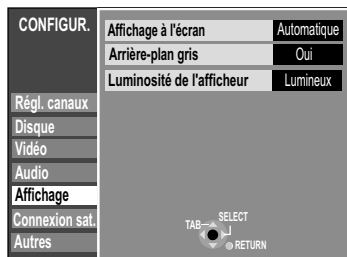 CONFIGUR.
Affichage à l'écran Automatique
Arrière-plan gris Oui
Luminosité de l'afficheur Lumineux
Régl. canaux
Disque
Vidéo
Audio
Affichage
Connexion sat.
Autres
SELECT
TAB
RETURN